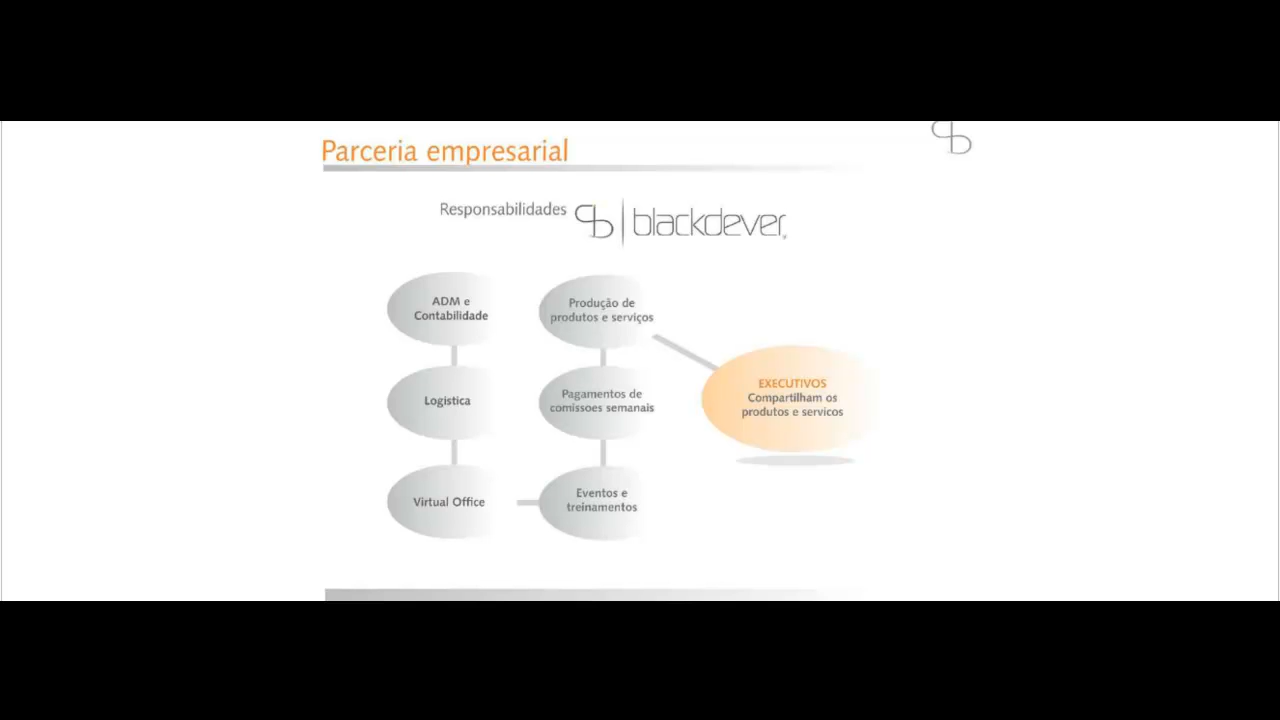 Parceria empresarial
Responsabilidades
blackdever
ADM e
Contabilidade
Logística
Virtual Office
Produção de
produtos e serviços
Pagamentos de
comissoes semanais
Eventos e
treinamentos
EXECUTIVOS
Compartilham os
produtos e servicos